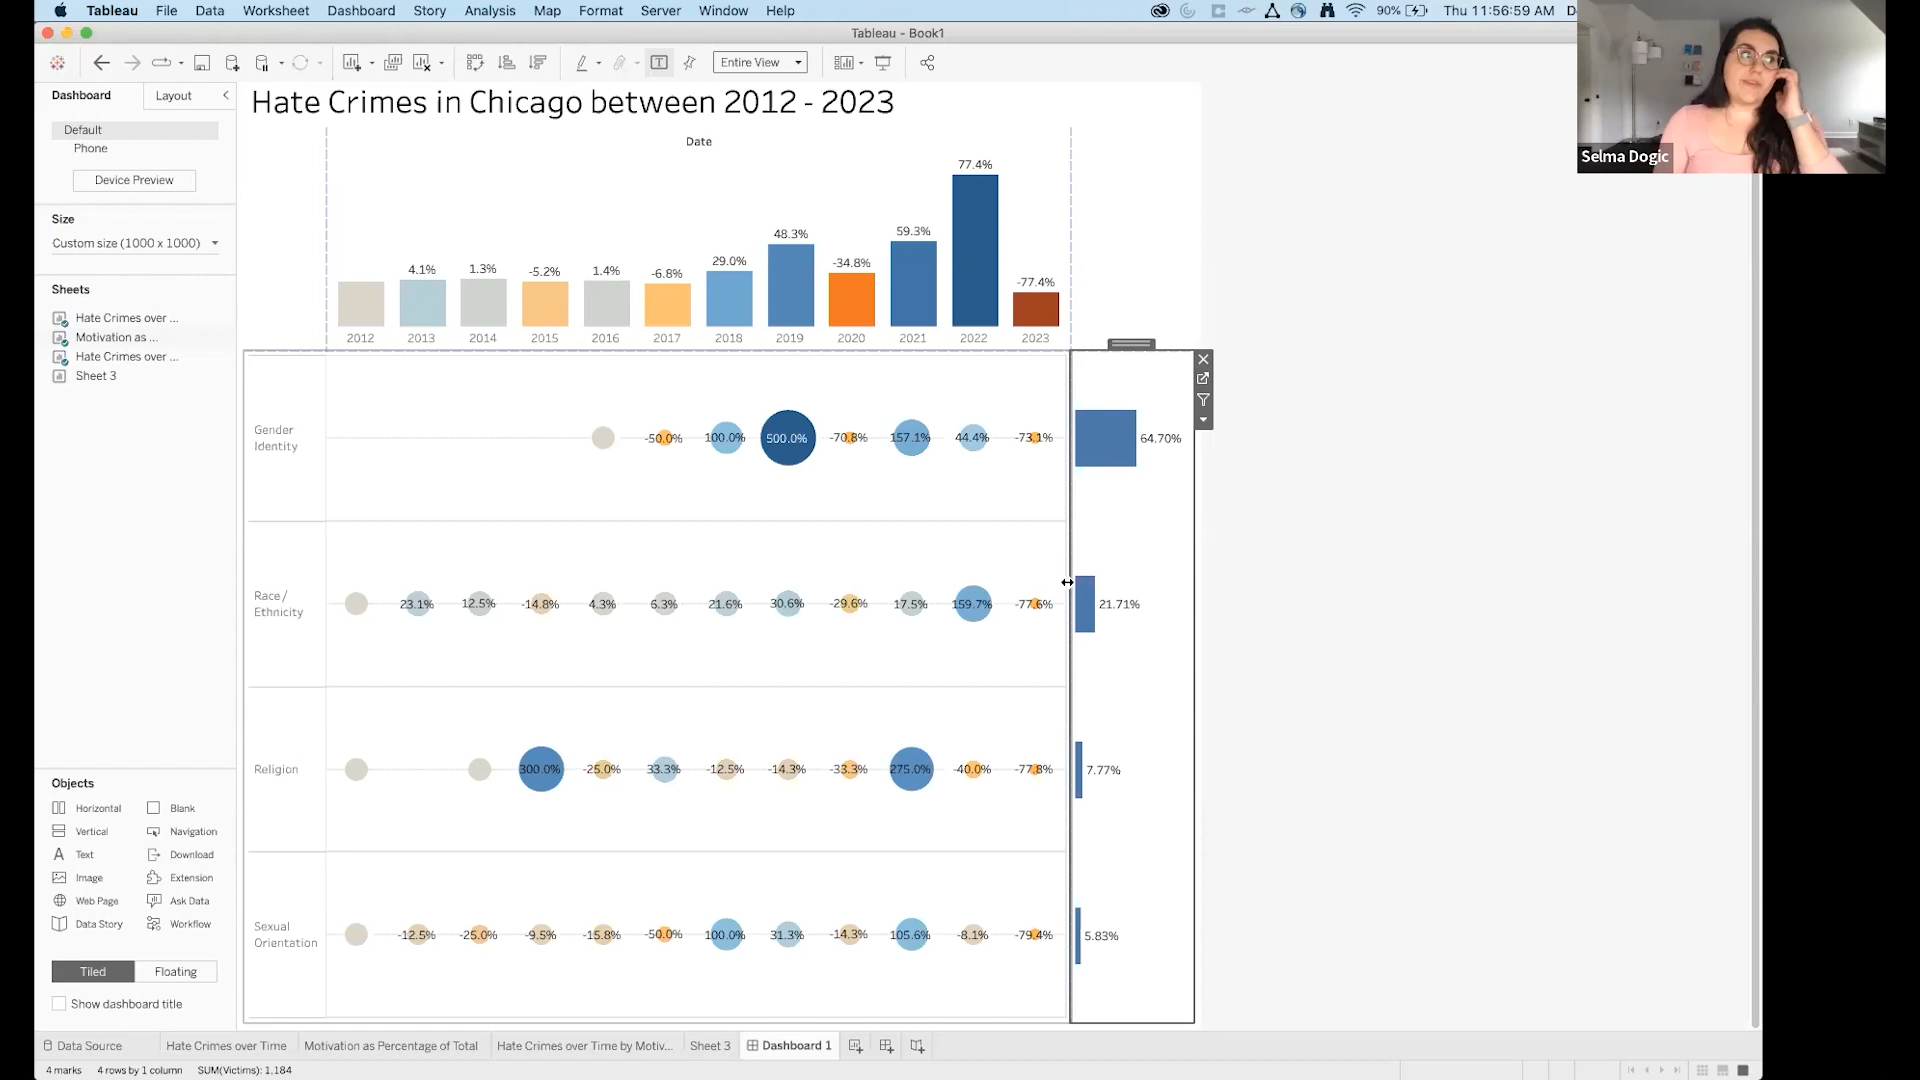 Tableau File Data Worksheet Dashboard Story Analysis Map Format Server Window Help 90% Thu 11:56:59 AM D
Tableau - Book1
Entire View
Dashboard Layout
Default
Phone
Device Preview
Size
Custom size (1000 x 1000)
Sheets
Hate Crimes over ...
Motivation as ...
Hate Crimes over ...
Sheet 3
Objects
Horizontal Blank
Vertical Navigation
Text Download
Image Extension
Web Page Ask Data
Data Story Workflow
Tiled Floating
Show dashboard title
Hate Crimes in Chicago between 2012 - 2023
Date
4.1% 1.3% -5.2% 1.4% -6.8% 29.0% 48.3% -34.8% 59.3% 77.4% -77.4%
2012 2013 2014 2015 2016 2017 2018 2019 2020 2021 2022 2023
Gender
Identity
-50.0% 100.0% 500.0% -70.8% 157.1% 44.4% -73.1% 64.70%
Race/
Ethnicity
23.1% 12.5% -14.8% 4.3% 6.3% 21.6% 30.6% -29.6% 17.5% 159.7% -77.6% 21.71%
Religion 300.0% -25.0% 33.3% -12.5% -14.3% -33.3% 275.0% -40.0% -77.8% 7.77%
Sexual
Orientation
-12.5% -25.0% -9.5% -15.8% -50.0% 100.0% 31.3% -14.3% 105.6% -8.1% -79.4% 5.83%
Selma Dogic
Data Source Hate Crimes over Time Motivation as Percentage of Total Hate Crimes over Time by Motiv... Sheet 3 Dashboard 1
4 marks 4 rows by 1 column SUM(Victims): 1,184